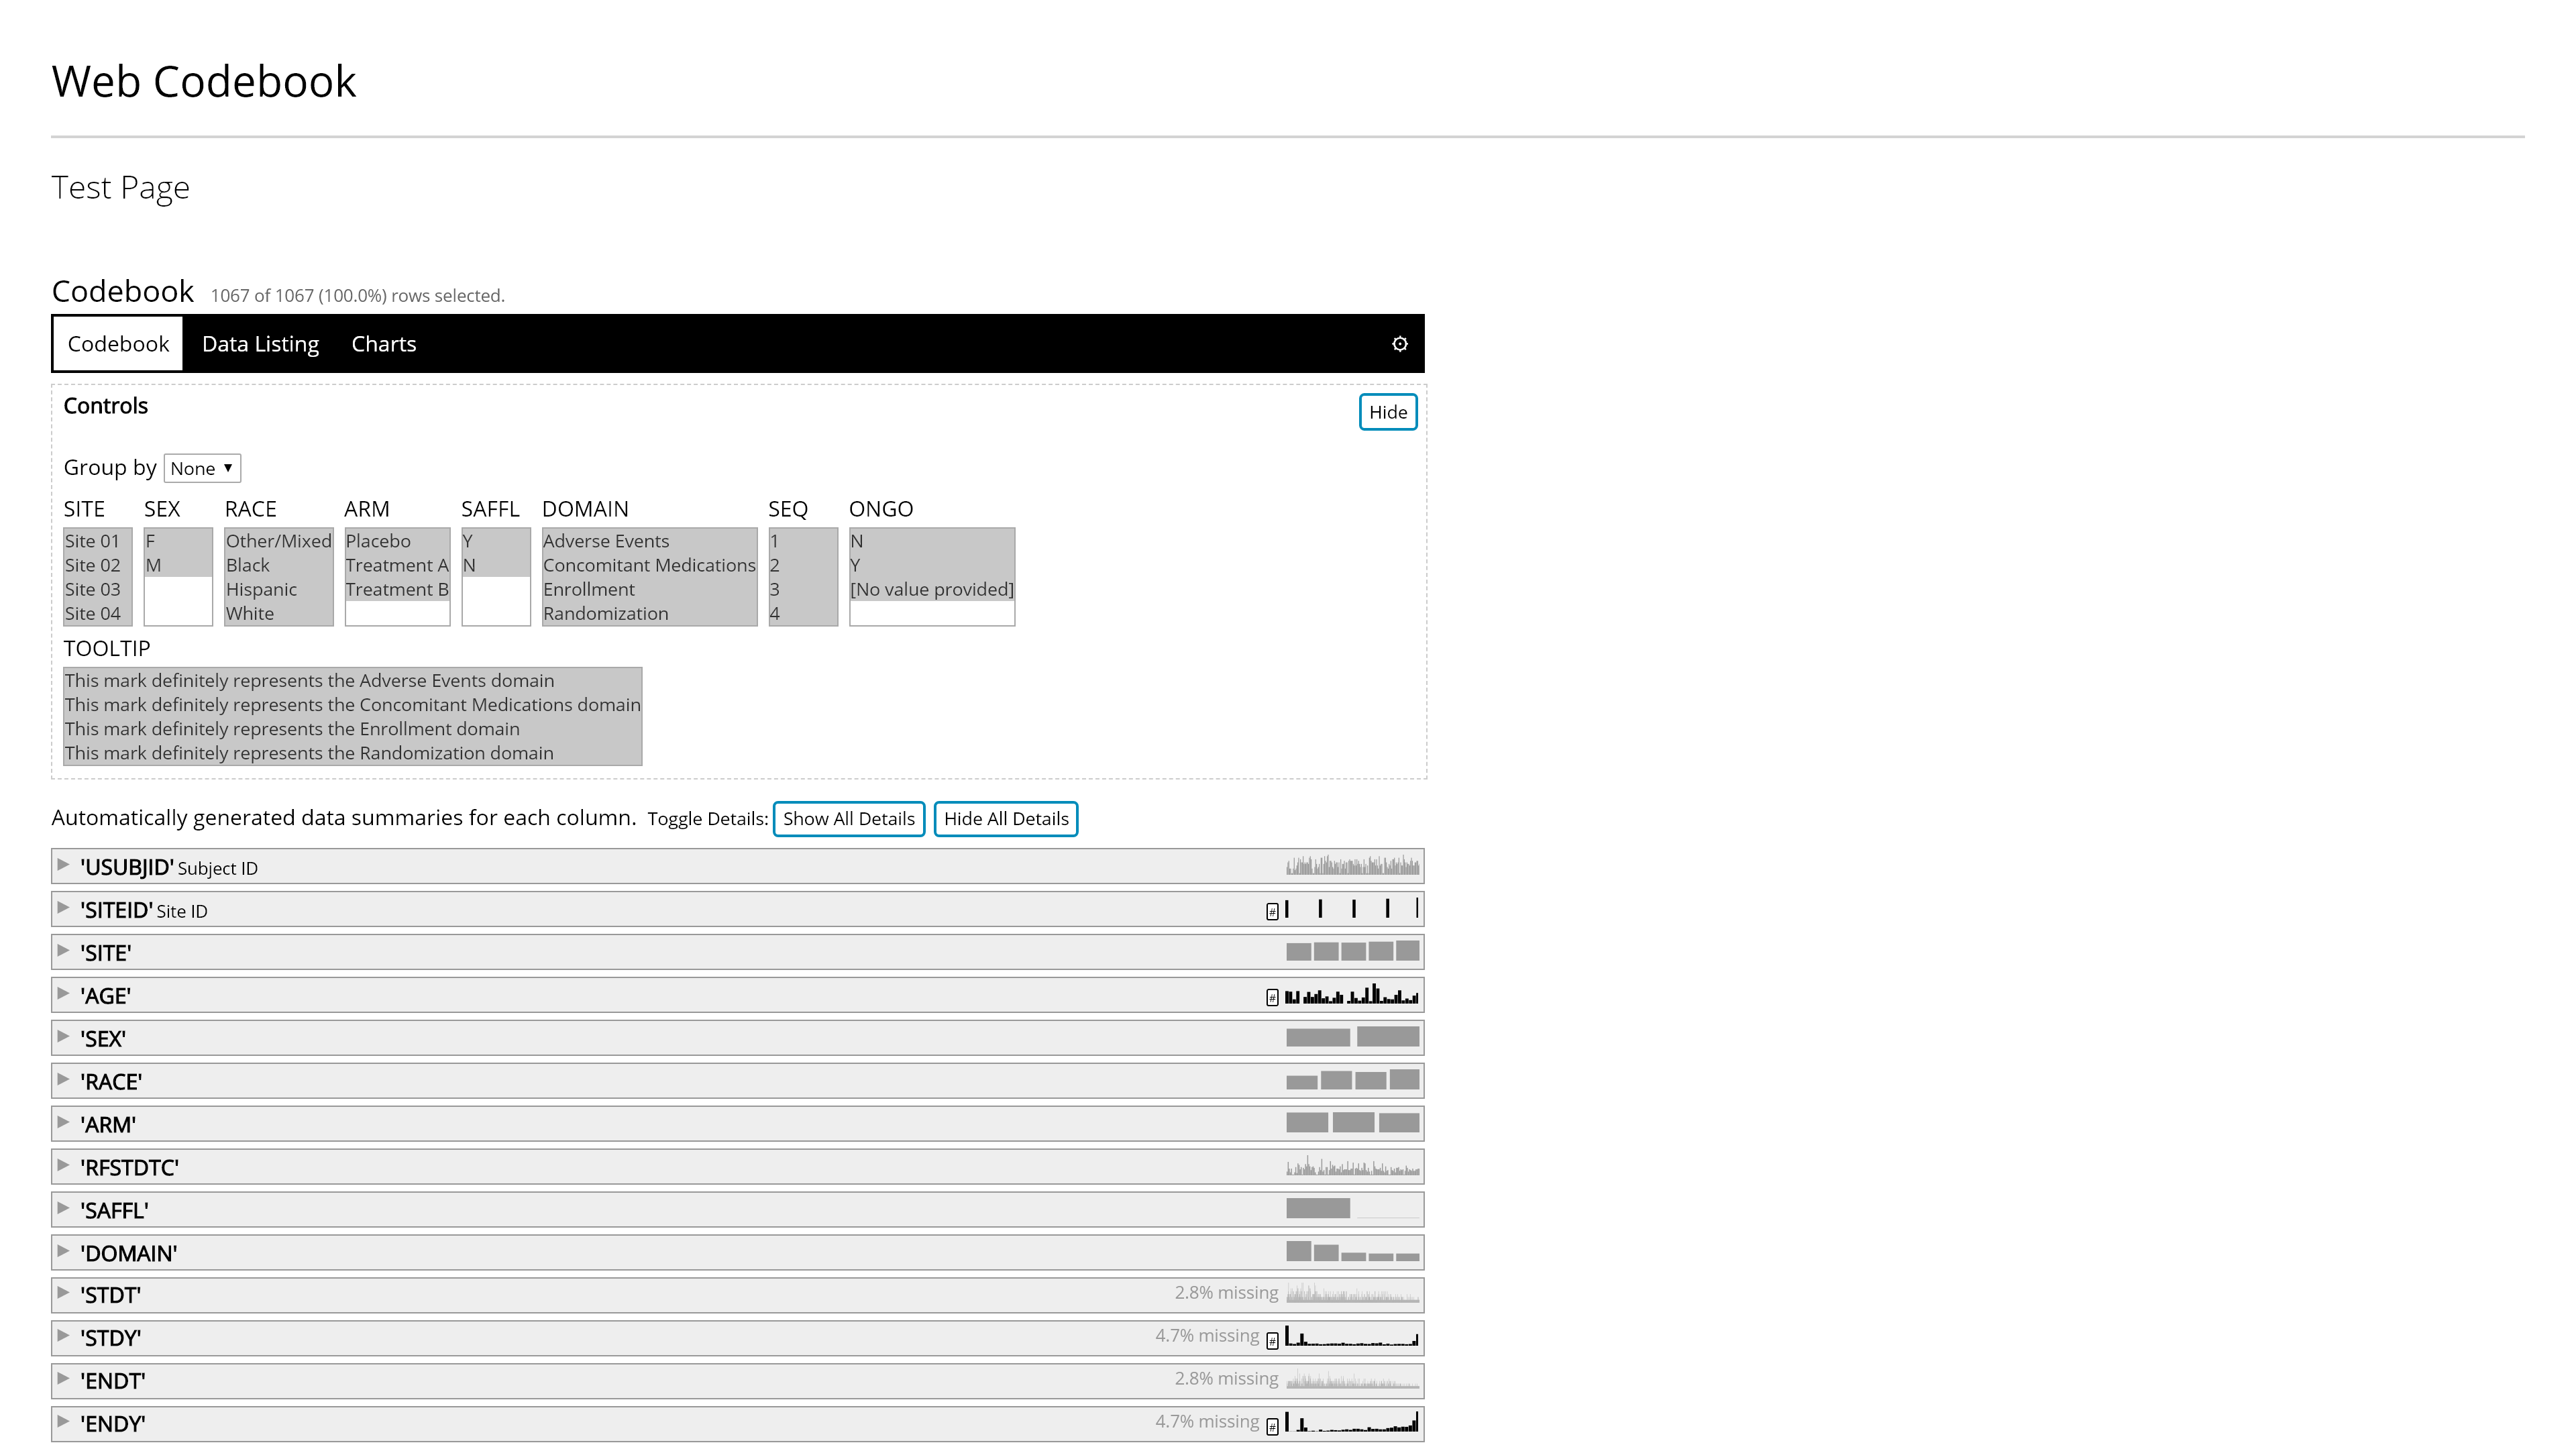 Web Codebook
Test Page
Codebook 1067 of 1067 (100.0%) rows selected.
Codebook Data Listing Charts
Controls Hide
Group by None
SITE SEX RACE ARM SAFFL DOMAIN SEQ ONGO
Site 01 F Other/Mixed Placebo Y Adverse Events 1 N
Site 02 M Black Treatment A N Concomitant Medications 2 Y
Site 03 Hispanic Treatment B Enrollment 3 [No value provided]
Site 04 White Randomization 4
TOOLTIP
This mark definitely represents the Adverse Events domain
This mark definitely represents the Concomitant Medications domain
This mark definitely represents the Enrollment domain
This mark definitely represents the Randomization domain
Automatically generated data summaries for each column. Toggle Details: Show All Details Hide All Details
'USUBJID' Subject ID
'SITEID' Site ID #
'SITE'
'AGE' #
'SEX'
'RACE'
'ARM'
'RFSTDTC'
'SAFFL'
'DOMAIN'
'STDT' 2.8% missing
'STDY' 4.7% missing #
'ENDT' 2.8% missing
'ENDY' 4.7% missing #